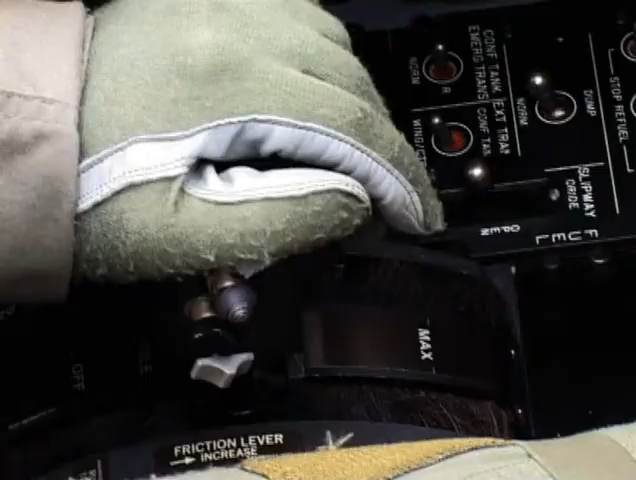 CONF TANK
EMERG TRANS
EXT TRAN
NORM
R
NORM
DUMP
STOP REFUEL
CONF TAN
SLIPWAY
ORIDE
OPEN
FUEL
MAX
OFF
FRICTION LEVER
INCREASE